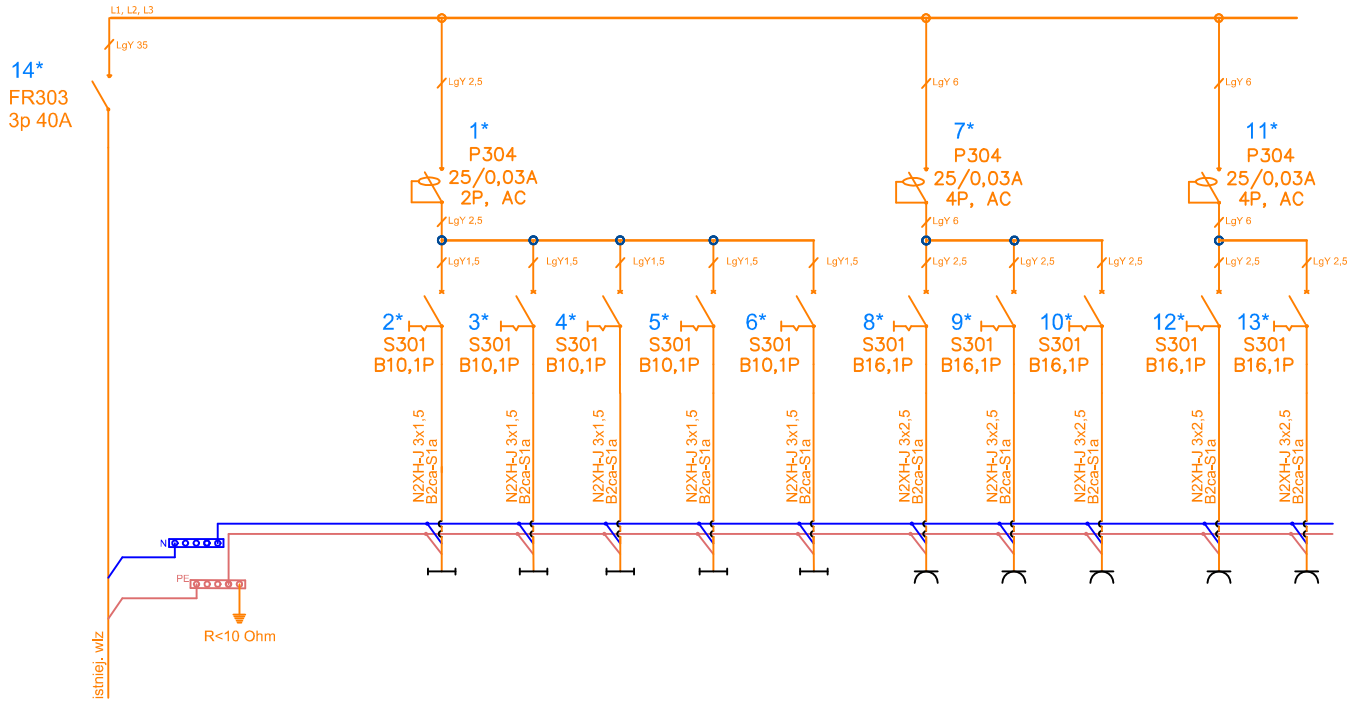 L1, L2, L3
LgY 35
14*
FR303
3p 40A
LgY 2,5
LgY 6
LgY 6
1*
P304
25/0,03A
2P, AC
7*
P304
25/0,03A
4P, AC
11*
P304
25/0,03A
4P, AC
LgY 2,5
LgY 6
LgY 6
LgY1,5
LgY1,5
LgY1,5
LgY1,5
LgY1,5
LgY 2,5
LgY 2,5
LgY 2,5
LgY 2,5
LgY 2,5
2*
S301
B10,1P
3*
S301
B10,1P
4*
S301
B10,1P
5*
S301
B10,1P
6*
S301
B10,1P
8*
S301
B16,1P
9*
S301
B16,1P
10*
S301
B16,1P
12*
S301
B16,1P
13*
S301
B16,1P
N2XH-J 3x1,5
B2ca-S1a
N2XH-J 3x1,5
B2ca-S1a
N2XH-J 3x1,5
B2ca-S1a
N2XH-J 3x1,5
B2ca-S1a
N2XH-J 3x1,5
B2ca-S1a
N2XH-J 3x2,5
B2ca-S1a
N2XH-J 3x2,5
B2ca-S1a
N2XH-J 3x2,5
B2ca-S1a
N2XH-J 3x2,5
B2ca-S1a
N2XH-J 3x2,5
B2ca-S1a
N
PE
R<10 Ohm
istniej. wlz